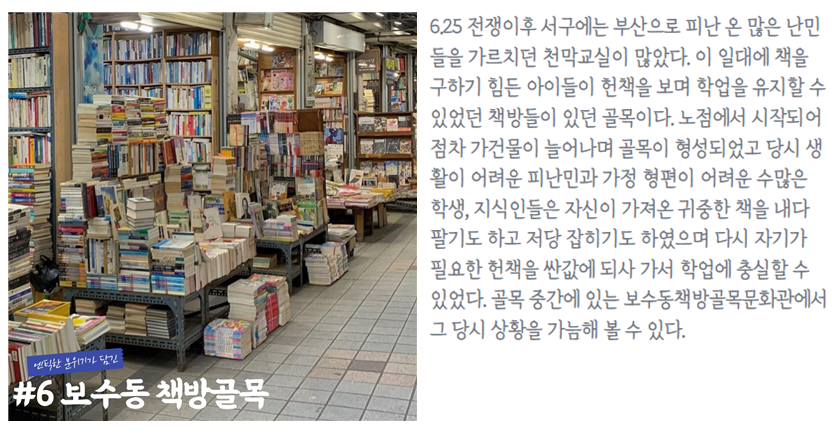 엔틱한 분위기가 담긴
#6 보수동 책방골목
6.25 전쟁이후 서구에는 부산으로 피난 온 많은 난민
들을 가르치던 천막교실이 많았다. 이 일대에 책을
구하기 힘든 아이들이 헌책을 보며 학업을 유지할 수
있었던 책방들이 있던 골목이다. 노점에서 시작되어
점차 가건물이 늘어나며 골목이 형성되었고 당시 생
활이 어려운 피난민과 가정 형편이 어려운 수많은
학생, 지식인들은 자신이 가져온 귀중한 책을 내다
팔기도 하고 저당 잡히기도 하였으며 다시 자기가
필요한 헌책을 싼값에 되사 가서 학업에 충실할 수
있었다. 골목 중간에 있는 보수동책방골목문화관에서
그 당시 상황을 가늠해 볼 수 있다.